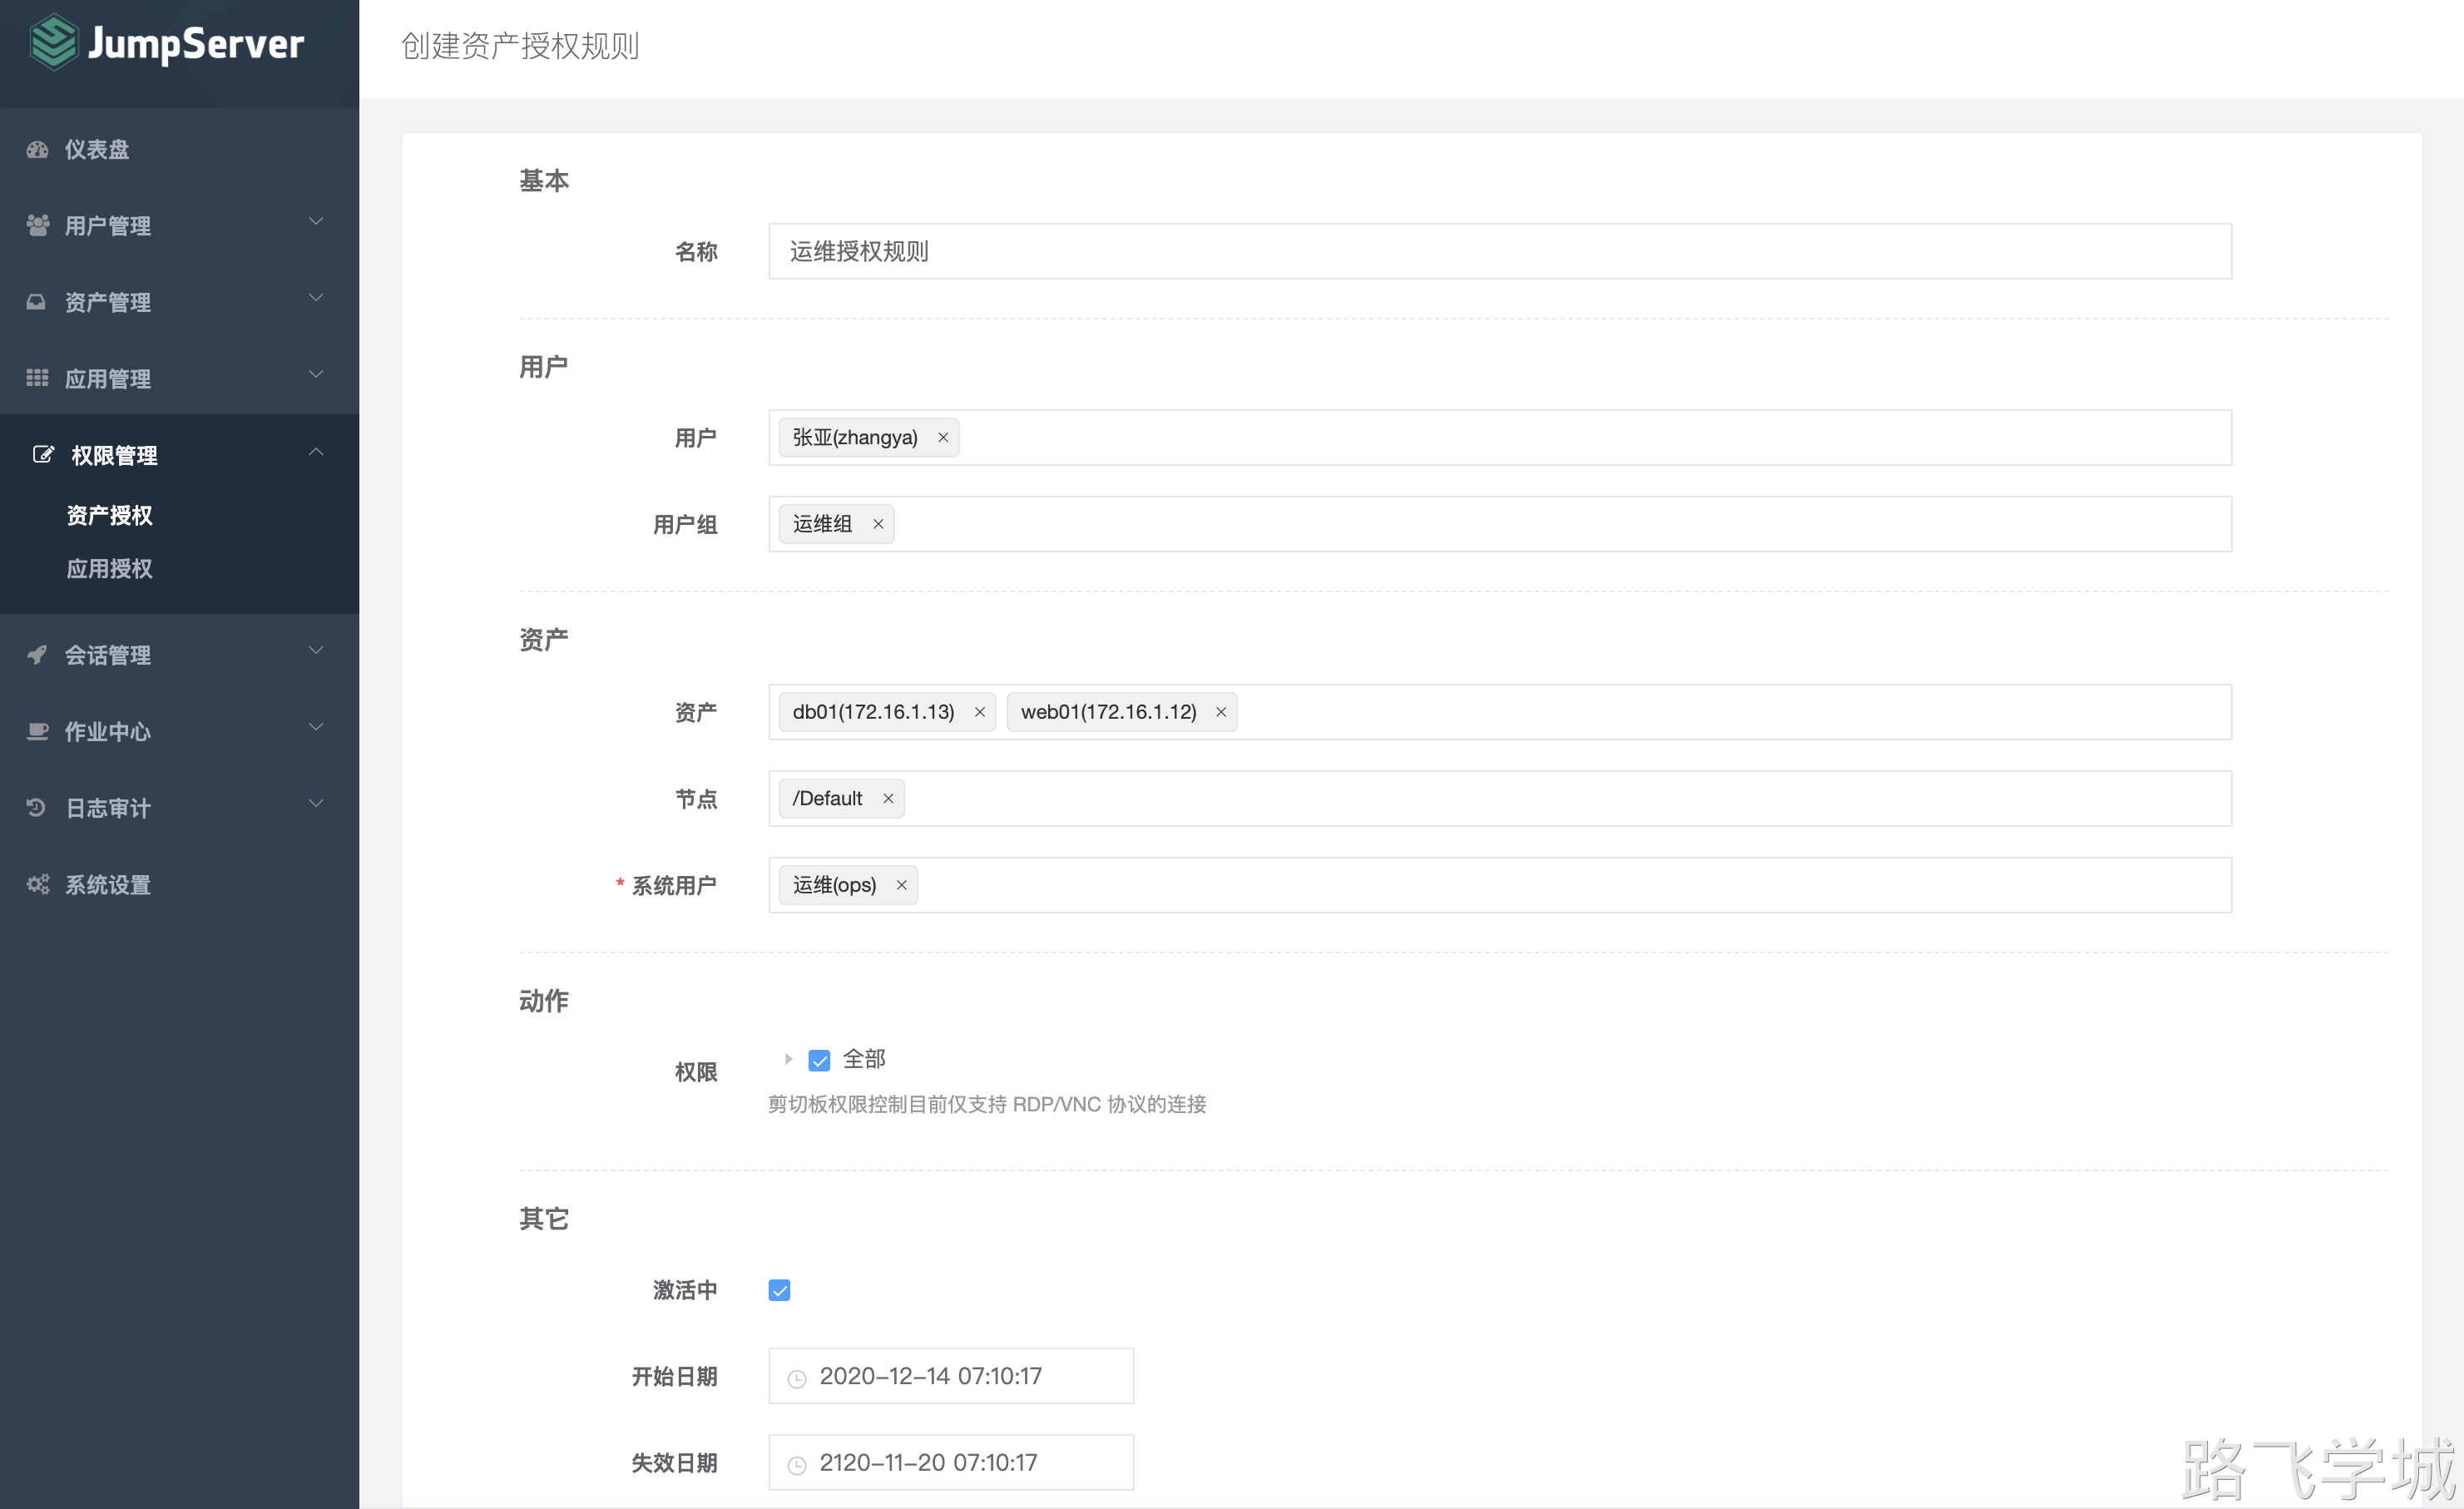 JumpServer
仪表盘
用户管理
资产管理
应用管理
权限管理
资产授权
应用授权
会话管理
作业中心
日志审计
系统设置
创建资产授权规则
基本
名称 运维授权规则
用户
用户 张亚(zhangya) ×
用户组 运维组 ×
资产
资产 db01(172.16.1.13) × web01(172.16.1.12) ×
节点 /Default ×
* 系统用户 运维(ops) ×
动作
权限 全部
剪切板权限控制目前仅支持 RDP/VNC 协议的连接
其它
激活中
开始日期 2020-12-14 07:10:17
失效日期 2120-11-20 07:10:17
路飞学城